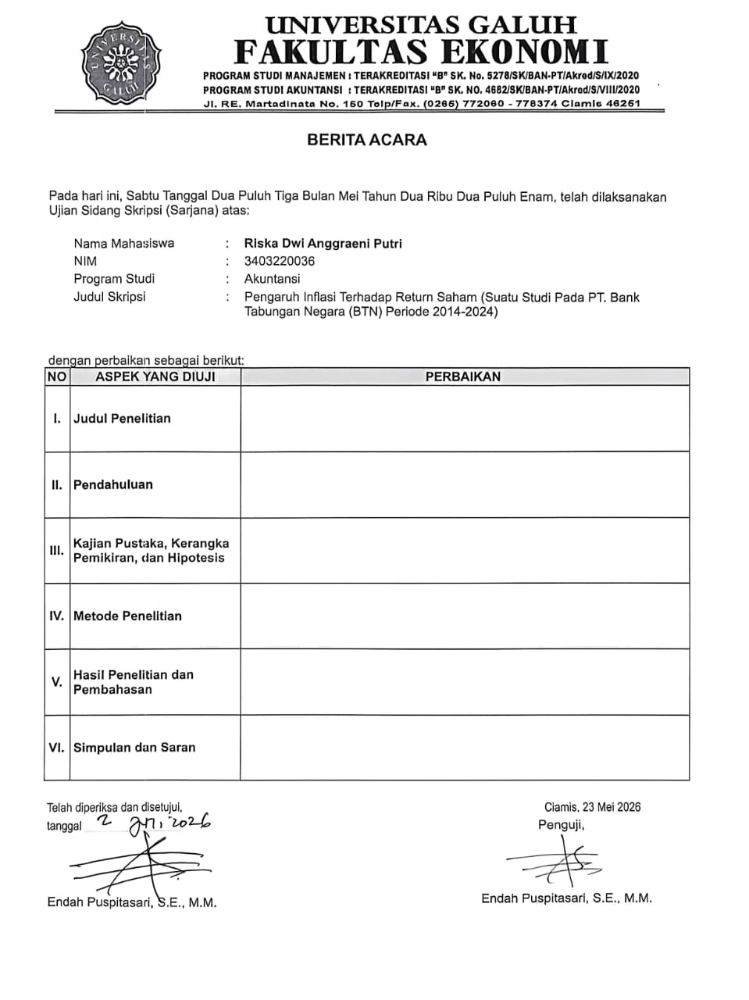 UNIVERSITAS GALUH
UNIVERSITAS GALUH
FAKULTAS EKONOMI
PROGRAM STUDI MANAJEMEN : TERAKREDITASI "B" SK. No. 5278/SK/BAN-PT/Akred/S/IX/2020
PROGRAM STUDI AKUNTANSI : TERAKREDITASI "B" SK. NO. 4682/SK/BAN-PT/Akred/S/VIII/2020
Jl. RE. Martadinata No. 150 Telp/Fax. (0265) 772060 - 776374 Ciamis 46251
BERITA ACARA
Pada hari ini, Sabtu Tanggal Dua Puluh Tiga Bulan Mei Tahun Dua Ribu Dua Puluh Enam, telah dilaksanakan
Ujian Sidang Skripsi (Sarjana) atas:
Nama Mahasiswa : Riska Dwi Anggraeni Putri
NIM : 3403220036
Program Studi : Akuntansi
Judul Skripsi : Pengaruh Inflasi Terhadap Return Saham (Suatu Studi Pada PT. Bank
Tabungan Negara (BTN) Periode 2014-2024)
dengan perbaikan sebagai berikut:
NO ASPEK YANG DIUJI PERBAIKAN
I. Judul Penelitian
II. Pendahuluan
III. Kajian Pustaka, Kerangka
Pemikiran, dan Hipotesis
IV. Metode Penelitian
V. Hasil Penelitian dan
Pembahasan
VI. Simpulan dan Saran
Telah diperiksa dan disetujui,
tanggal 2 Juni 2026
Endah Puspitasari, S.E., M.M.
Ciamis, 23 Mei 2026
Penguji,
Endah Puspitasari, S.E., M.M.